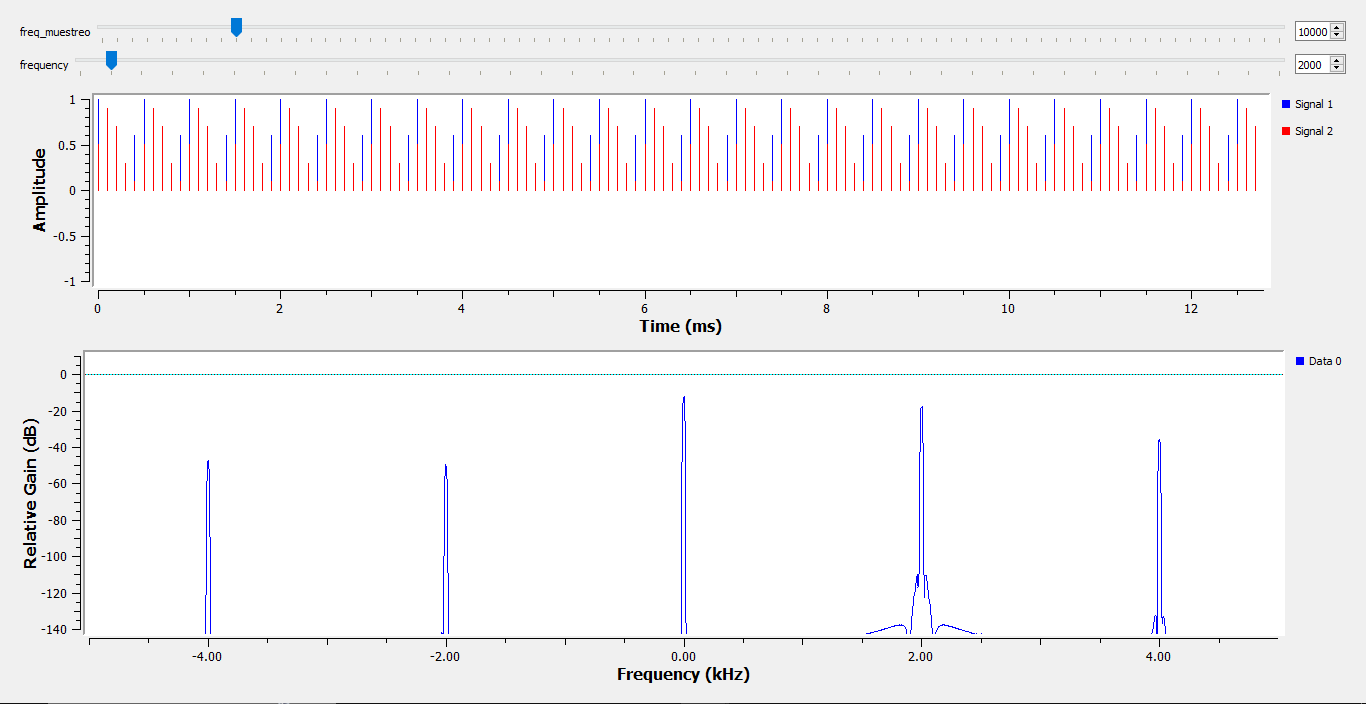 freq_muestreo 10000
frequency 2000
1
0.5
0
-0.5
-1
Amplitude
Signal 1
Signal 2
0 2 4 6 8 10 12
Time (ms)
0
-20
-40
-60
-80
-100
-120
-140
Relative Gain (dB)
Data 0
-4.00 -2.00 0.00 2.00 4.00
Frequency (kHz)